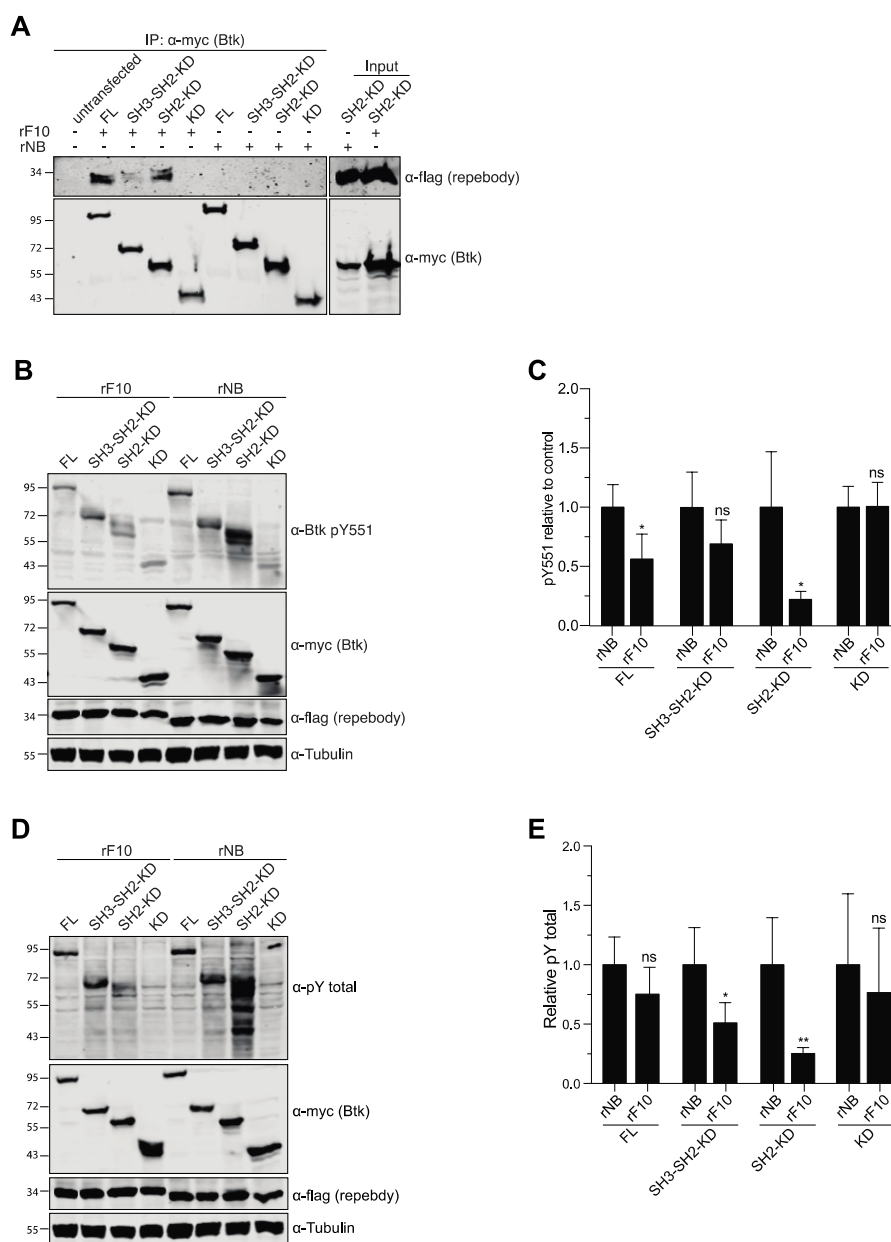 A
IP: α-myc (Btk)
untransfected
FL
SH3-SH2-KD
SH2-KD
KD
FL
SH3-SH2-KD
SH2-KD
KD
Input
SH2-KD
SH2-KD
rF10 - + + + + - - - - - +
rNB - - - - - + + + + + -
34
α-flag (repebody)
95
72
55
43
α-myc (Btk)
B
rF10
rNB
FL
SH3-SH2-KD
SH2-KD
KD
FL
SH3-SH2-KD
SH2-KD
KD
95
72
55
43
α-Btk pY551
95
72
55
43
α-myc (Btk)
34
α-flag (repebody)
55
α-Tubulin
C
pY551 relative to control
2.0
1.5
1.0
0.5
0.0
*
ns
*
ns
rNB
rF10
rNB
rF10
rNB
rF10
rNB
rF10
FL
SH3-SH2-KD
SH2-KD
KD
D
rF10
rNB
FL
SH3-SH2-KD
SH2-KD
KD
FL
SH3-SH2-KD
SH2-KD
KD
95
72
55
43
α-pY total
95
72
55
43
α-myc (Btk)
34
α-flag (repebdy)
55
α-Tubulin
E
Relative pY total
2.0
1.5
1.0
0.5
0.0
ns
*
**
ns
rNB
rF10
rNB
rF10
rNB
rF10
rNB
rF10
FL
SH3-SH2-KD
SH2-KD
KD